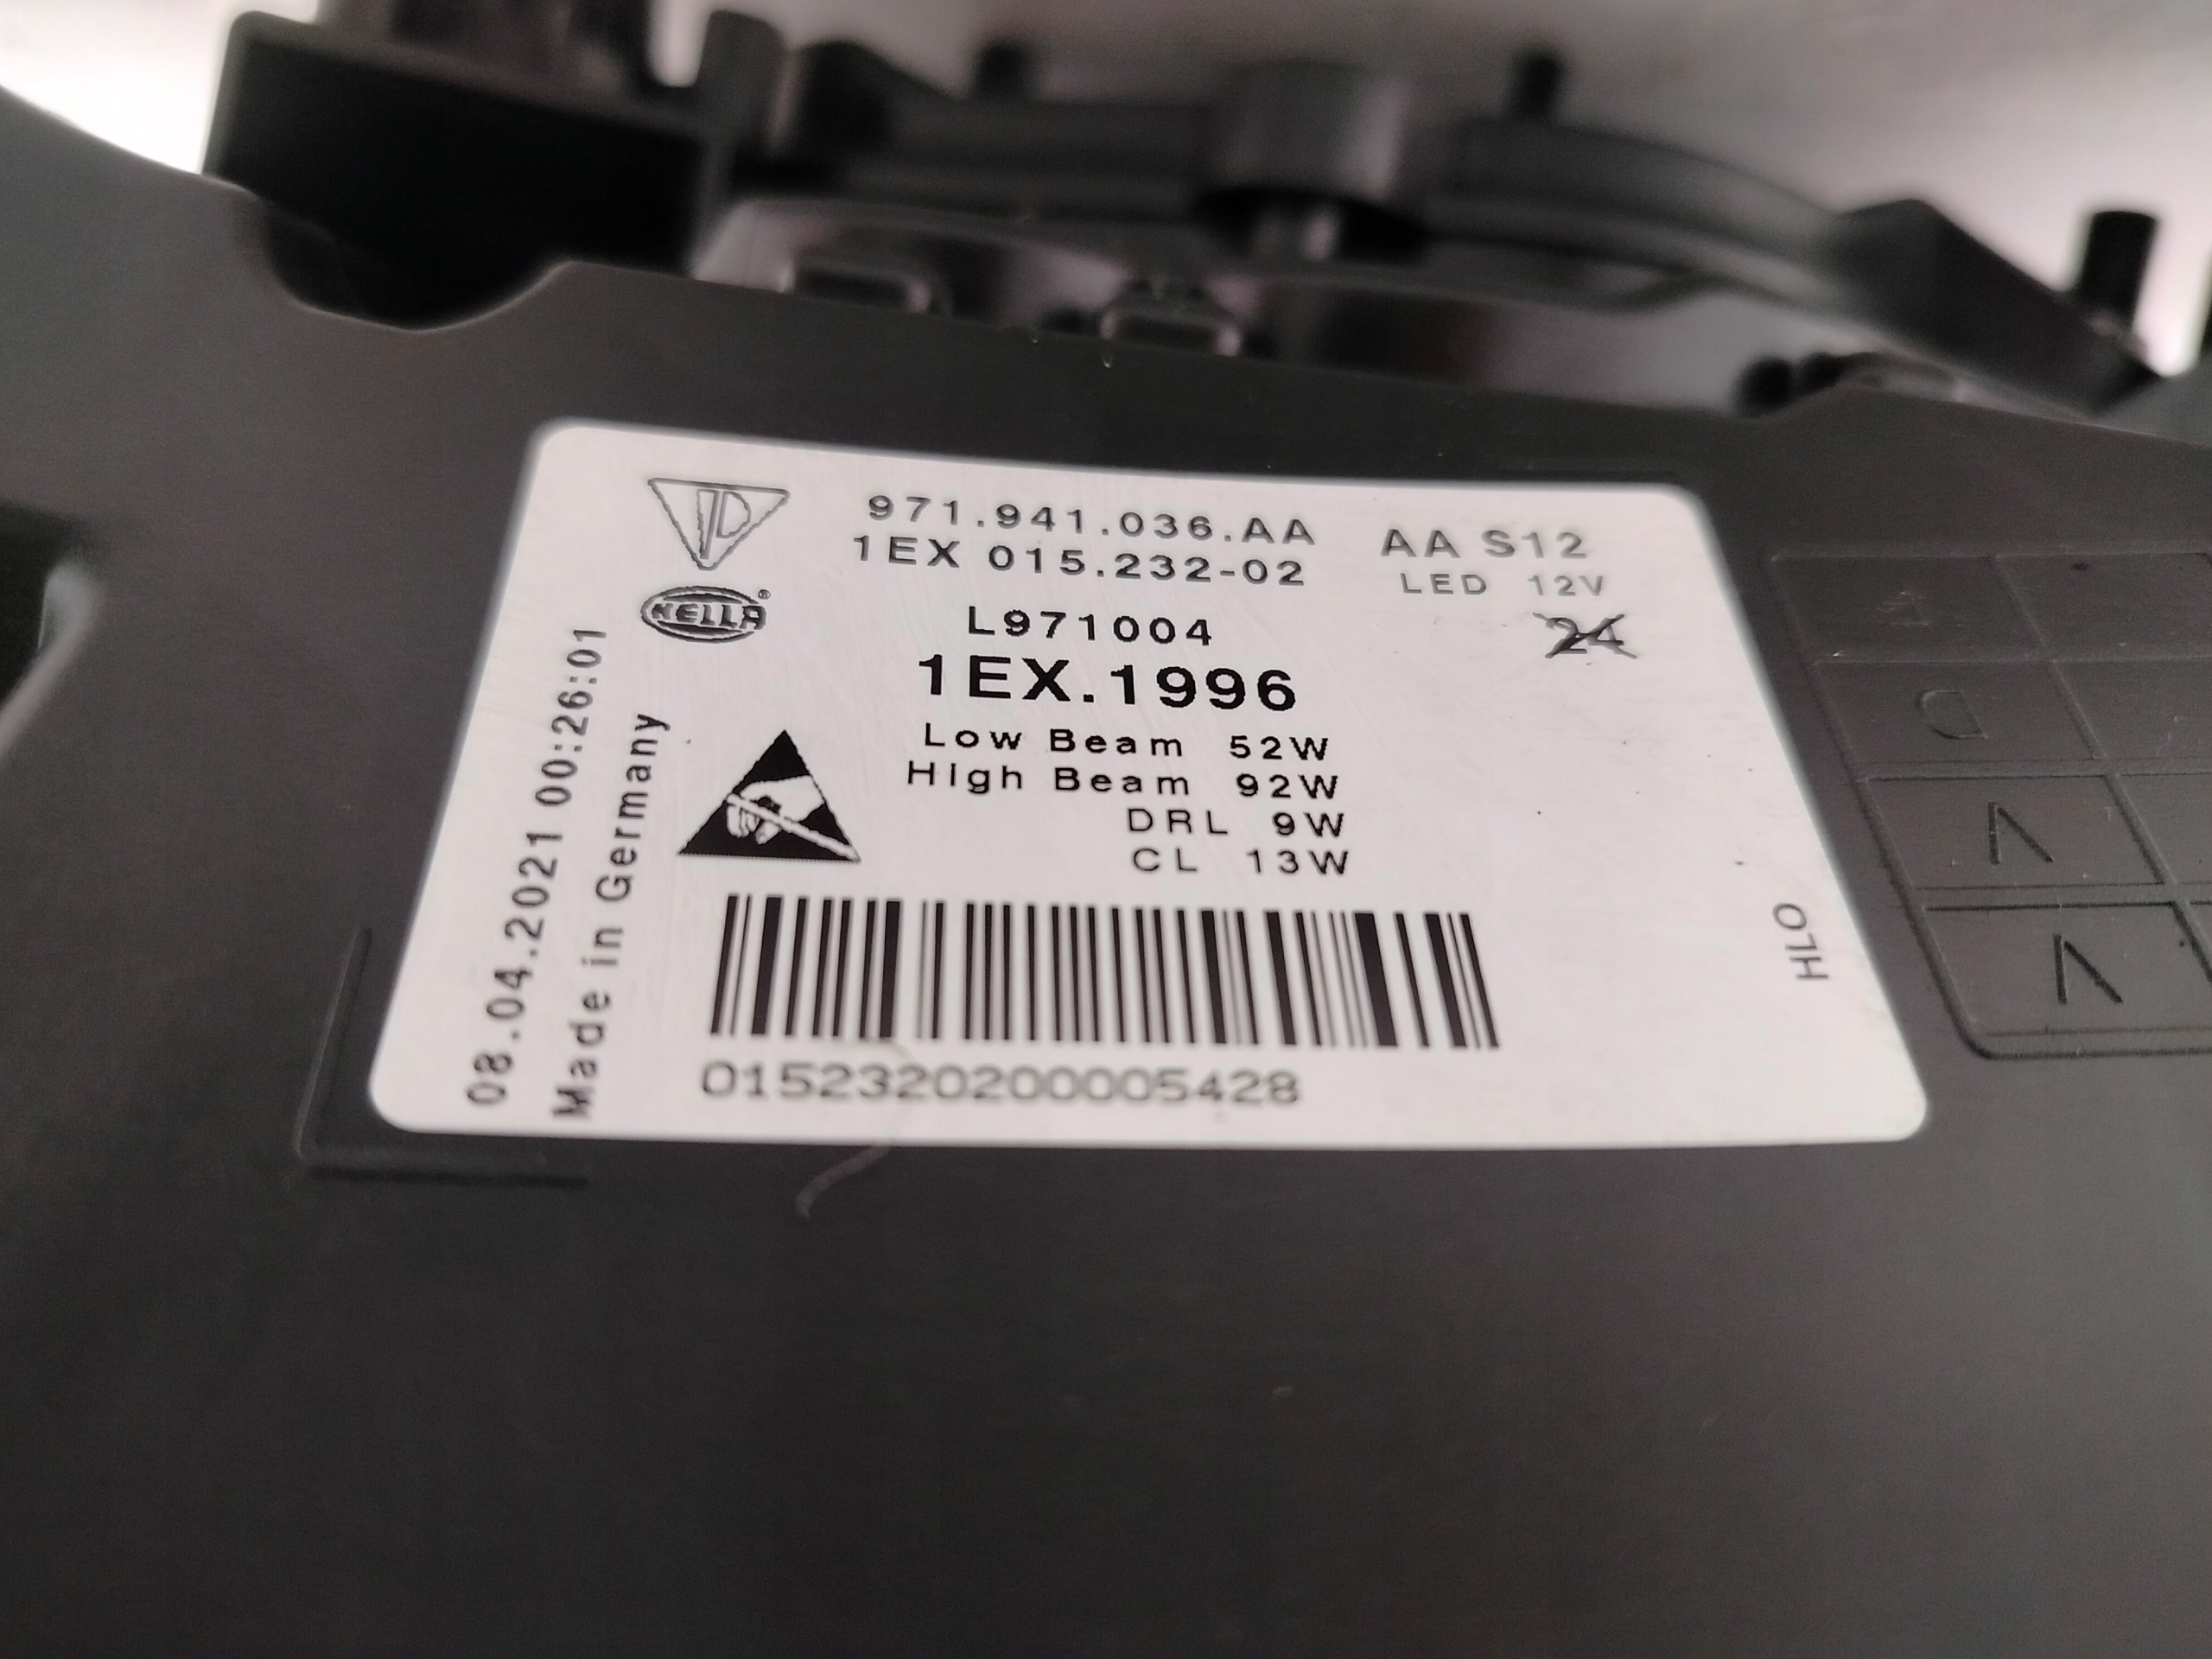 971.941.036.AA
AA S12
1EX 015.232-02
LED 12V
HELLA®
L971004
24
1EX.1996
Low Beam 52W
High Beam 92W
DRL 9W
CL 13W
08.04.2021 00:26:01
Made in Germany
HLO
0152320200005428